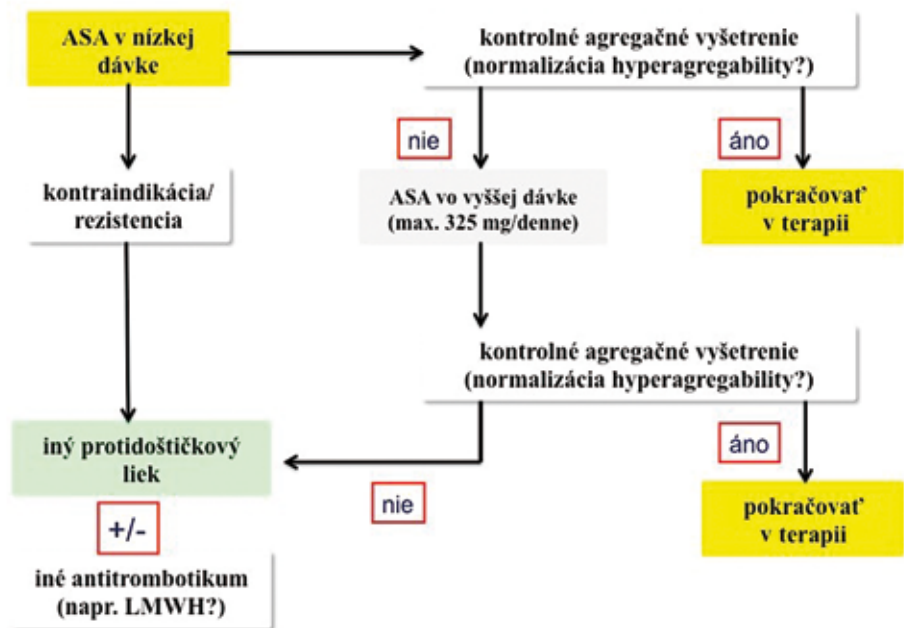 ASA v nízkej
dávke
kontrolné agregačné vyšetrenie
(normalizácia hyperagregability?)
nie
áno
kontraindikácia/
rezistencia
ASA vo vyššej dávke
(max. 325 mg/denne)
pokračovať
v terapii
kontrolné agregačné vyšetrenie
(normalizácia hyperagregability?)
iný protidoštičkový
liek
nie
áno
+/-
pokračovať
v terapii
iné antitrombotikum
(napr. LMWH?)